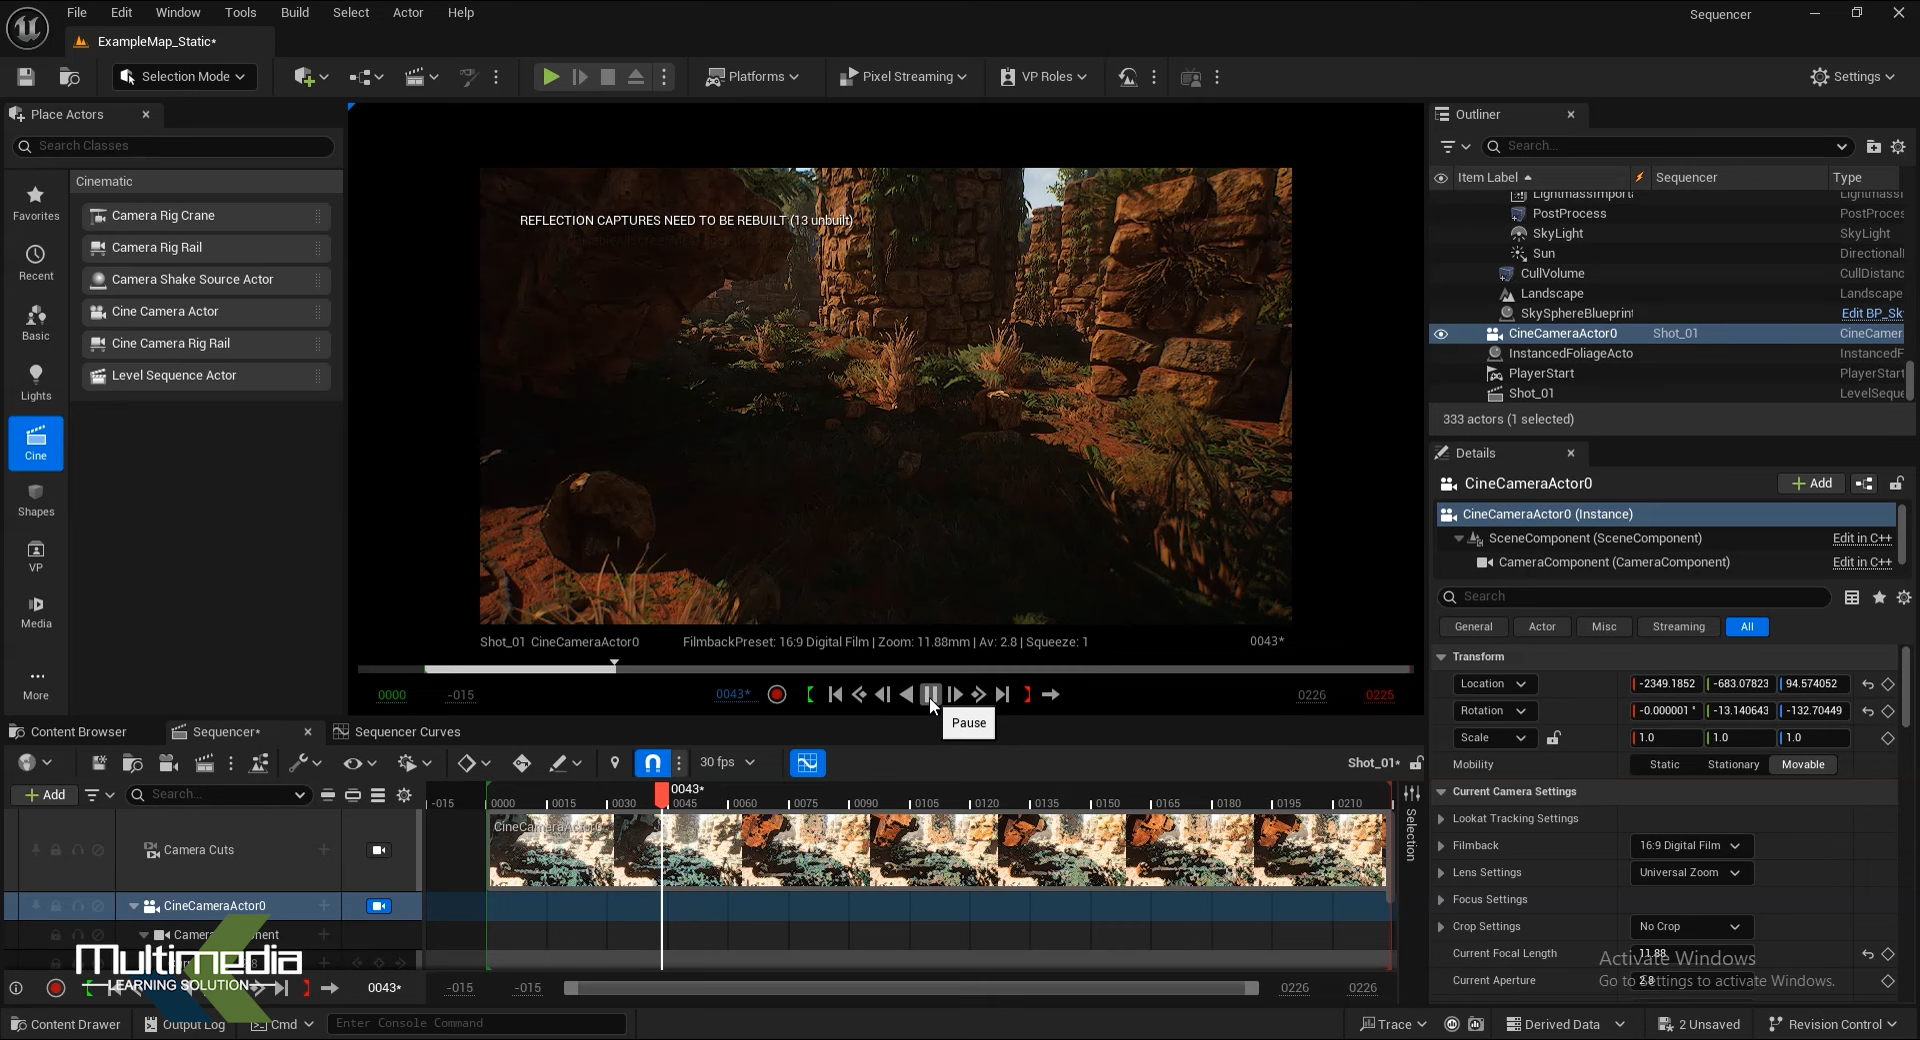 File Edit Window Tools Build Select Actor Help
Sequencer
ExampleMap_Static*
Selection Mode
Platforms
Pixel Streaming
VP Roles
Settings
Place Actors
Search Classes
Favorites
Recent
Basic
Lights
Cine
Shapes
VP
Media
More
Cinematic
Camera Rig Crane
Camera Rig Rail
Camera Shake Source Actor
Cine Camera Actor
Cine Camera Rig Rail
Level Sequence Actor
REFLECTION CAPTURES NEED TO BE REBUILT (13 unbuilt)
Shot_01 CineCameraActor0
FilmbackPreset: 16:9 Digital Film | Zoom: 11.88mm | Av: 2.8 | Squeeze: 1
0043*
0000 -015 0043* 0226 0225
Pause
Outliner
Search...
Item Label Sequencer Type
PostProcess PostProces
SkyLight SkyLight
Sun Directional
CullVolume CullDistanc
Landscape Landscape
SkySphereBlueprint Edit BP_Sk
CineCameraActor0 Shot_01 CineCamer
InstancedFoliageActo InstancedF
PlayerStart PlayerStart
Shot_01 LevelSeque
333 actors (1 selected)
Details
CineCameraActor0
Add
CineCameraActor0 (Instance)
SceneComponent (SceneComponent) Edit in C++
CameraComponent (CameraComponent) Edit in C++
Search
General Actor Misc Streaming All
Transform
Location -2349.1852 -683.07823 94.574052
Rotation -0.000001 ° -13.140643 -132.70449
Scale 1.0 1.0 1.0
Mobility Static Stationary Movable
Current Camera Settings
Lookat Tracking Settings
Filmback 16:9 Digital Film
Lens Settings Universal Zoom
Focus Settings
Crop Settings No Crop
Current Focal Length 11.88
Current Aperture 2.8
Activate Windows
Go to Settings to activate Windows.
Content Browser
Sequencer*
Sequencer Curves
30 fps
Shot_01*
Add
Search...
-015 0000 0015 0030 0045 0060 0075 0090 0105 0120 0135 0150 0165 0180 0195 0210
0043*
Selection
Camera Cuts
CineCameraActor0
CineCameraActor0
Multimedia
LEARNING SOLUTION
0043*
-015 -015 0226 0226
Content Drawer
Output Log
Cmd
Enter Console Command
Trace
Derived Data
2 Unsaved
Revision Control